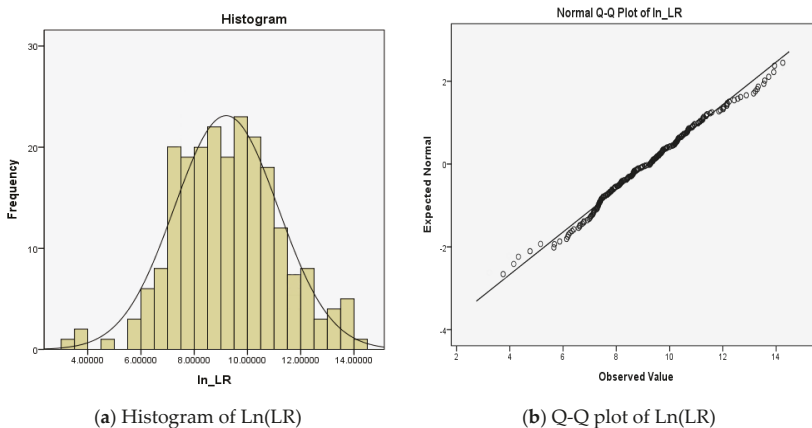 Histogram
30
20
10
0
Frequency
4.00000 6.00000 8.00000 10.00000 12.00000 14.00000
ln_LR
(a) Histogram of Ln(LR)
Normal Q-Q Plot of ln_LR
2
0
-2
-4
Expected Normal
2 4 6 8 10 12 14
Observed Value
(b) Q-Q plot of Ln(LR)